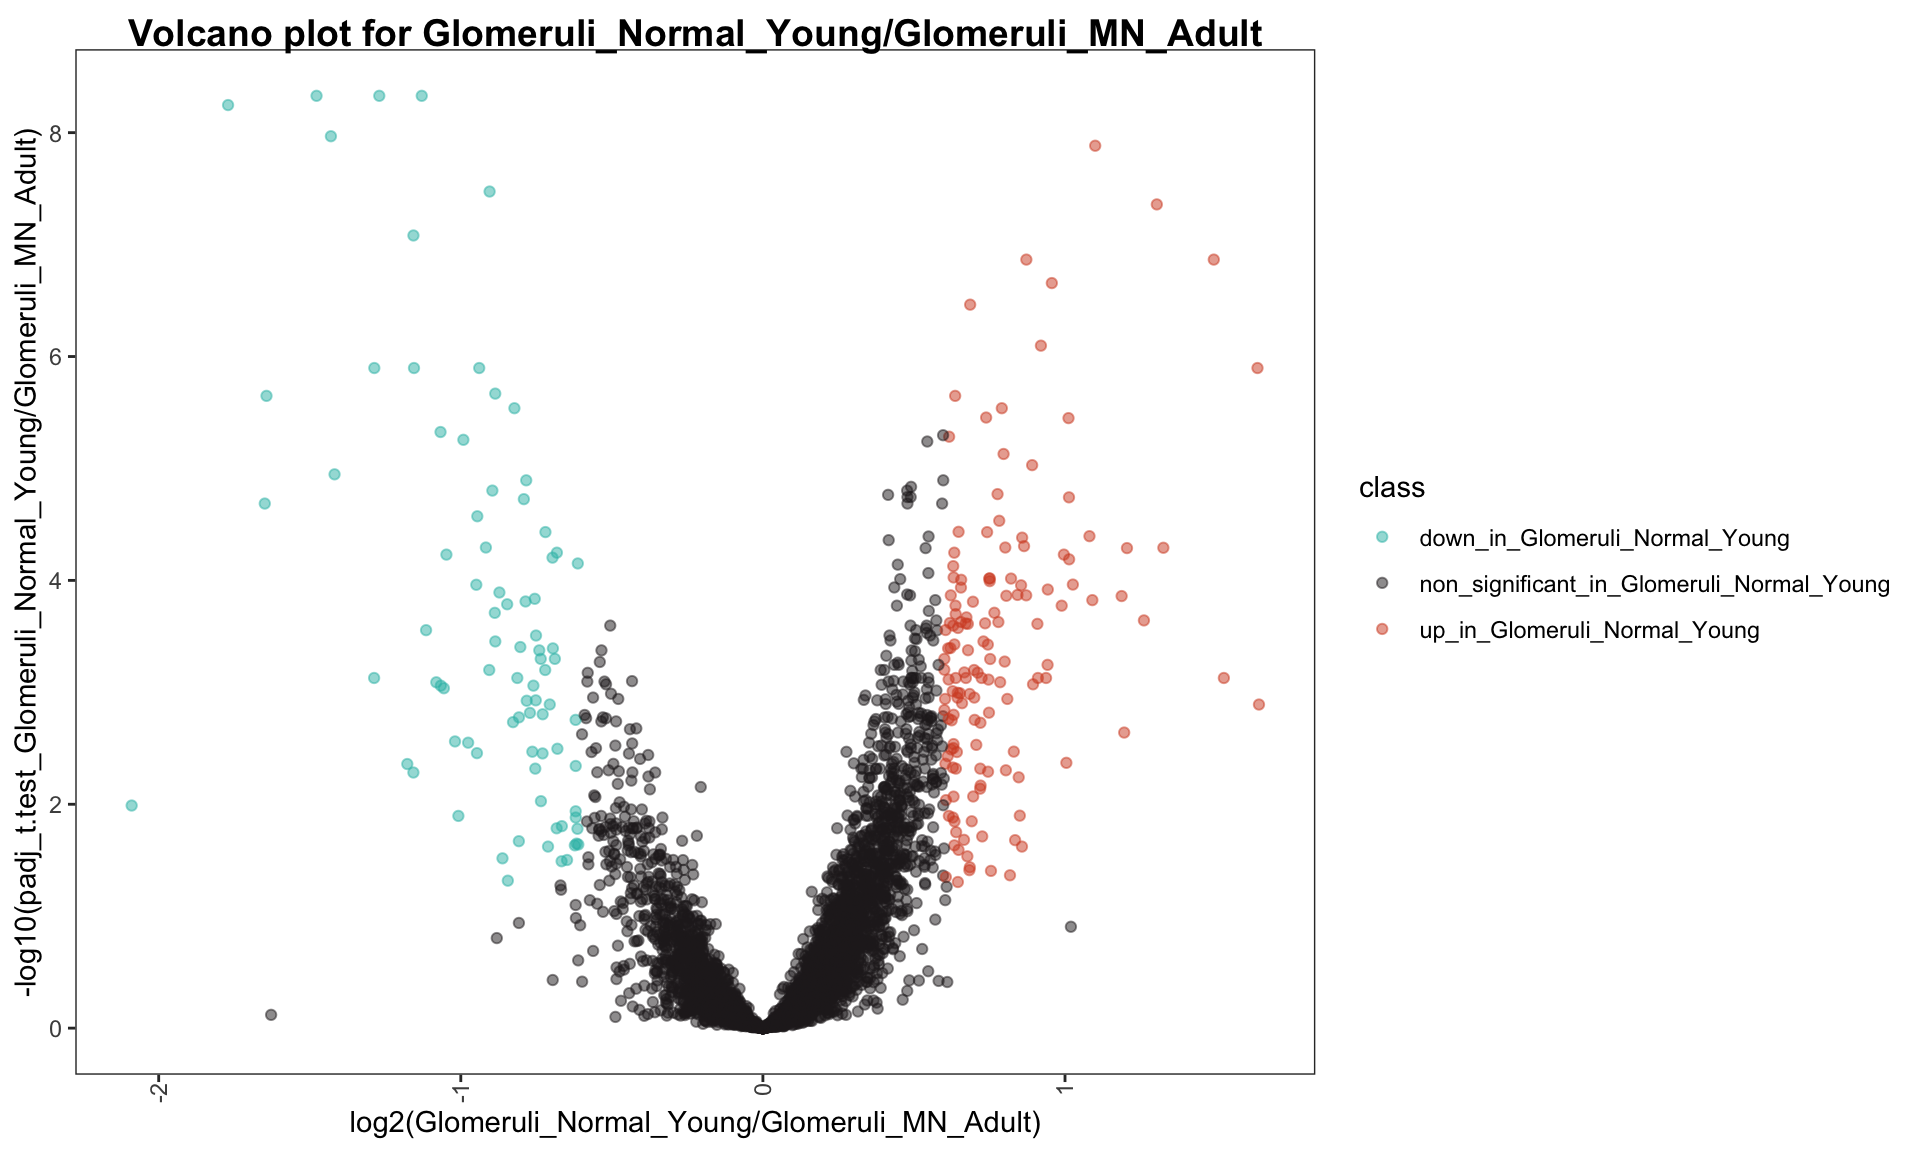 Volcano plot for Glomeruli_Normal_Young/Glomeruli_MN_Adult
-log10(padj_t.test_Glomeruli_Normal_Young/Glomeruli_MN_Adult)
8
6
4
2
0
-2
-1
0
1
log2(Glomeruli_Normal_Young/Glomeruli_MN_Adult)
class
down_in_Glomeruli_Normal_Young
non_significant_in_Glomeruli_Normal_Young
up_in_Glomeruli_Normal_Young